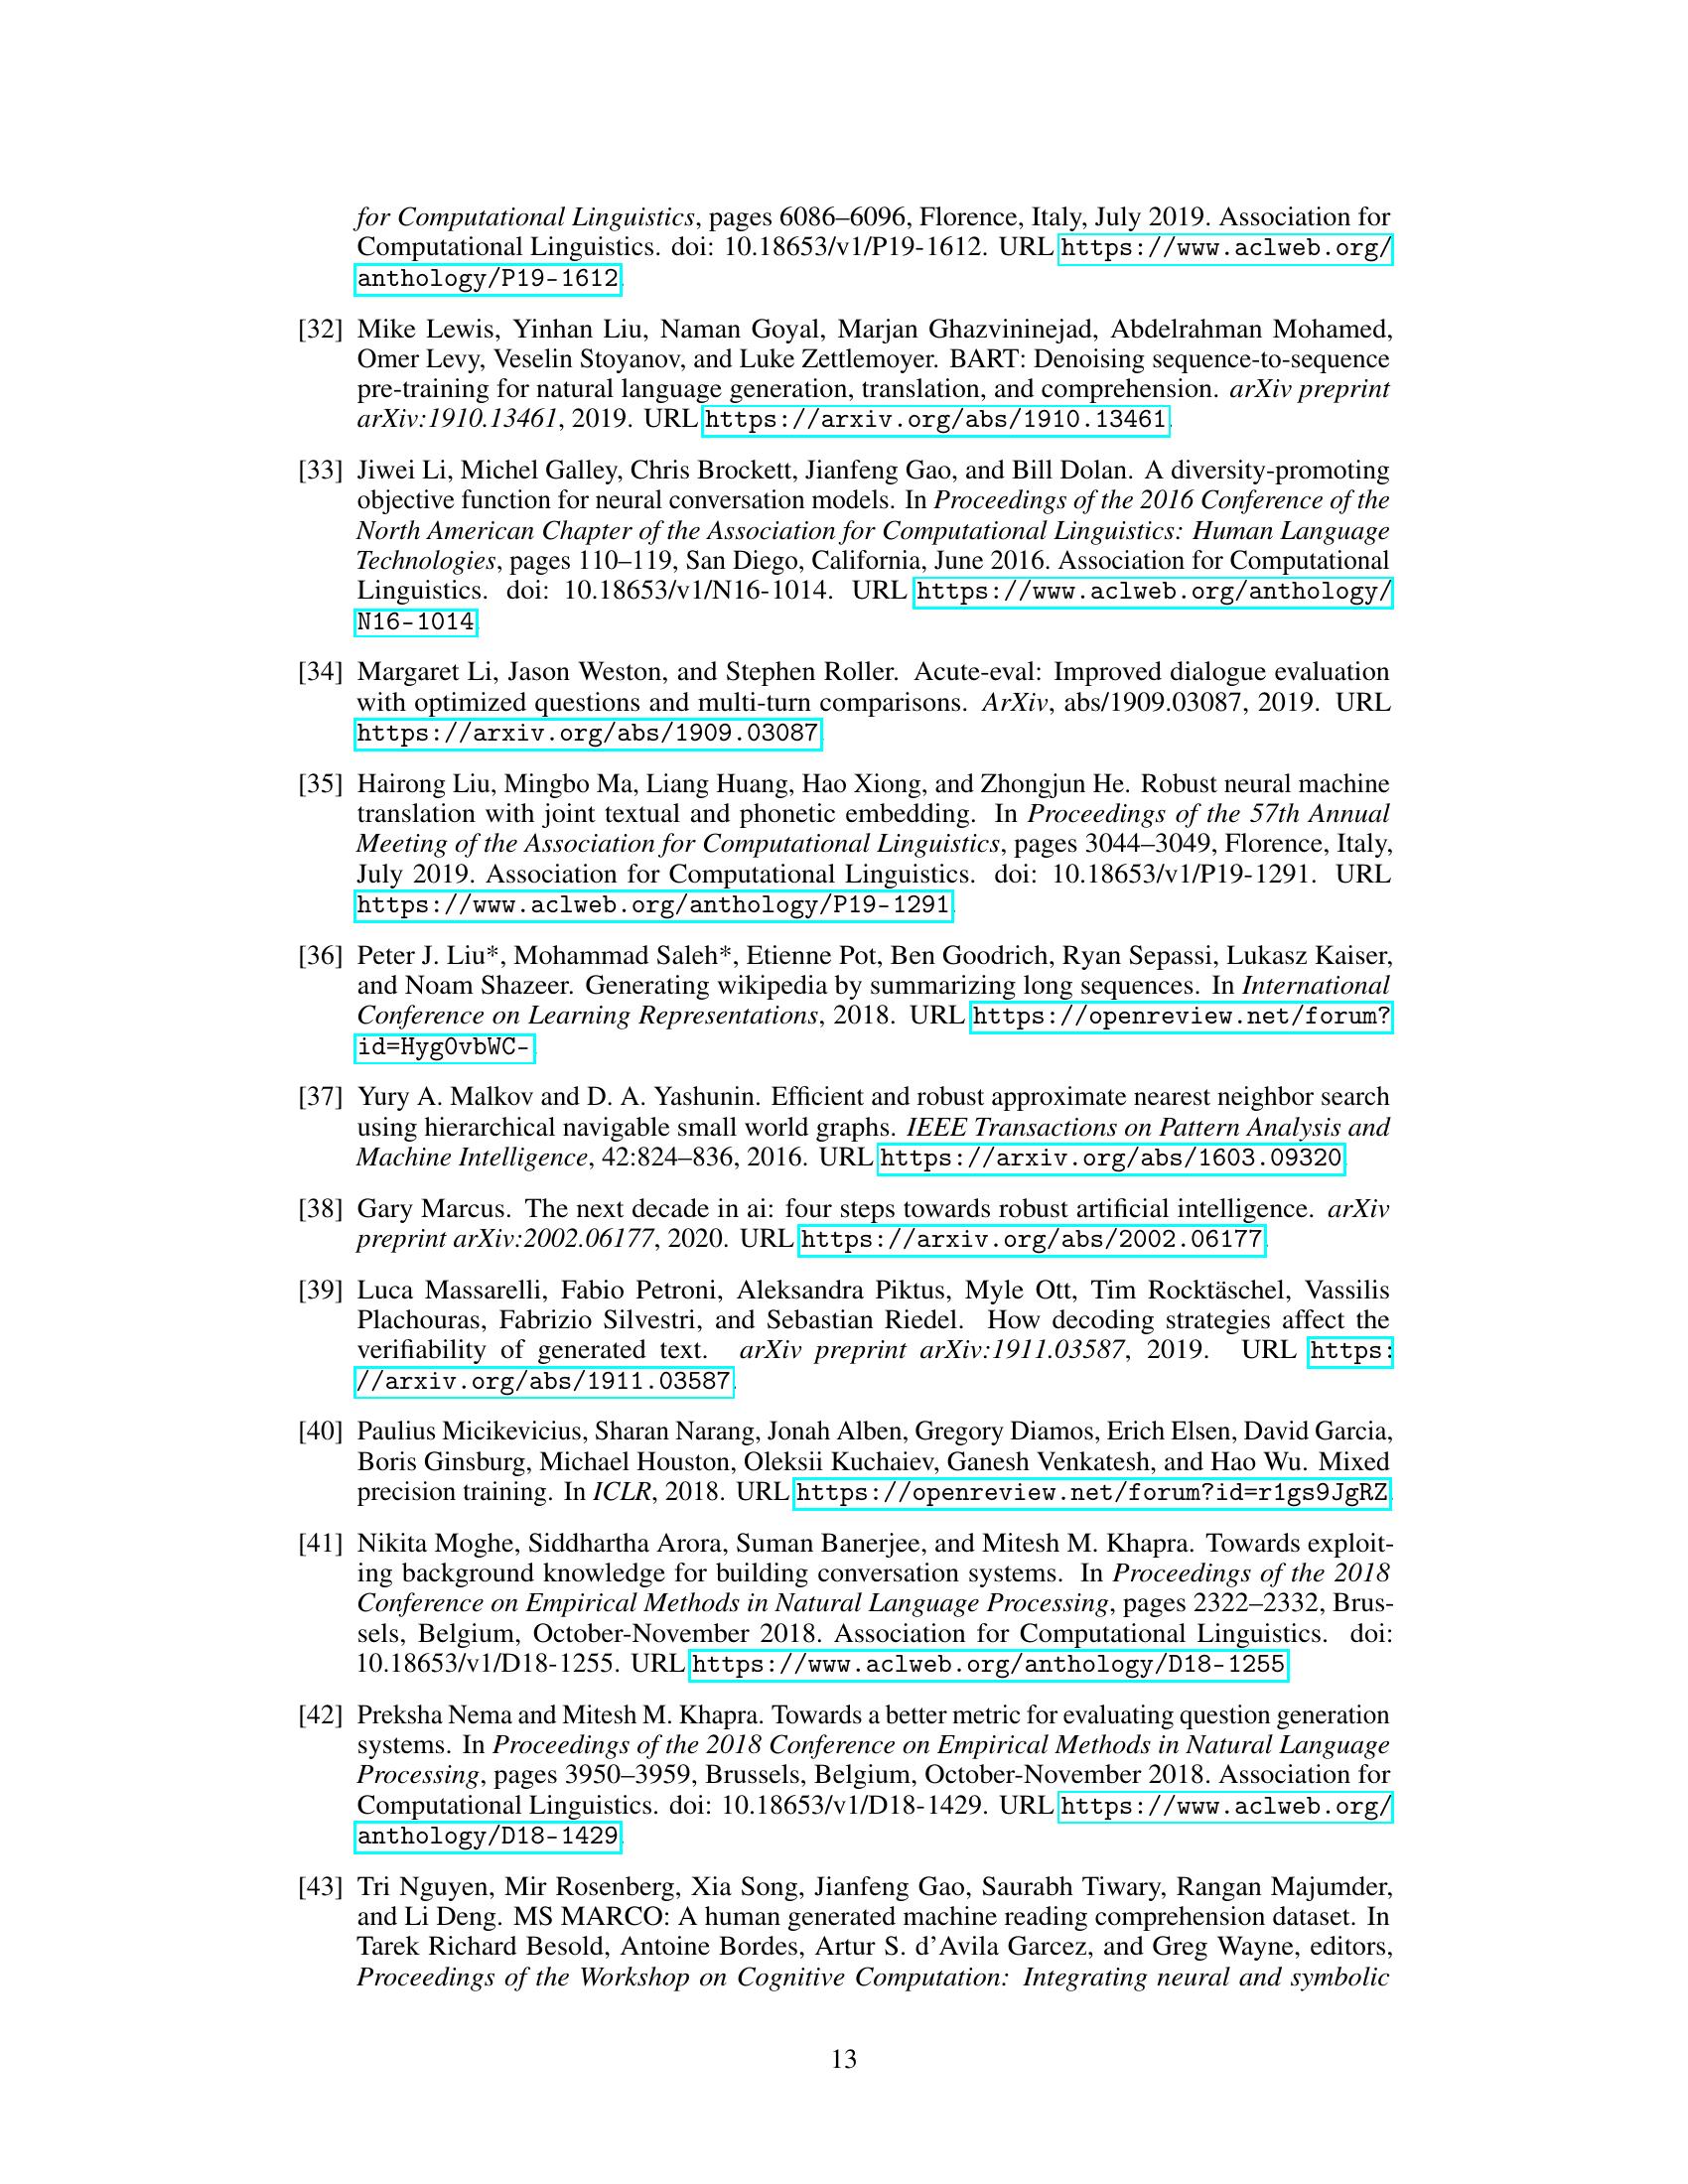 for Computational Linguistics, pages 6086–6096, Florence, Italy, July 2019. Association for
Computational Linguistics. doi: 10.18653/v1/P19-1612. URL https://www.aclweb.org/
anthology/P19-1612.
[32] Mike Lewis, Yinhan Liu, Naman Goyal, Marjan Ghazvininejad, Abdelrahman Mohamed,
Omer Levy, Veselin Stoyanov, and Luke Zettlemoyer. BART: Denoising sequence-to-sequence
pre-training for natural language generation, translation, and comprehension. arXiv preprint
arXiv:1910.13461, 2019. URL https://arxiv.org/abs/1910.13461.
[33] Jiwei Li, Michel Galley, Chris Brockett, Jianfeng Gao, and Bill Dolan. A diversity-promoting
objective function for neural conversation models. In Proceedings of the 2016 Conference of the
North American Chapter of the Association for Computational Linguistics: Human Language
Technologies, pages 110–119, San Diego, California, June 2016. Association for Computational
Linguistics. doi: 10.18653/v1/N16-1014. URL https://www.aclweb.org/anthology/
N16-1014.
[34] Margaret Li, Jason Weston, and Stephen Roller. Acute-eval: Improved dialogue evaluation
with optimized questions and multi-turn comparisons. ArXiv, abs/1909.03087, 2019. URL
https://arxiv.org/abs/1909.03087.
[35] Hairong Liu, Mingbo Ma, Liang Huang, Hao Xiong, and Zhongjun He. Robust neural machine
translation with joint textual and phonetic embedding. In Proceedings of the 57th Annual
Meeting of the Association for Computational Linguistics, pages 3044–3049, Florence, Italy,
July 2019. Association for Computational Linguistics. doi: 10.18653/v1/P19-1291. URL
https://www.aclweb.org/anthology/P19-1291.
[36] Peter J. Liu*, Mohammad Saleh*, Etienne Pot, Ben Goodrich, Ryan Sepassi, Lukasz Kaiser,
and Noam Shazeer. Generating wikipedia by summarizing long sequences. In International
Conference on Learning Representations, 2018. URL https://openreview.net/forum?
id=Hyg0vbWC-.
[37] Yury A. Malkov and D. A. Yashunin. Efficient and robust approximate nearest neighbor search
using hierarchical navigable small world graphs. IEEE Transactions on Pattern Analysis and
Machine Intelligence, 42:824–836, 2016. URL https://arxiv.org/abs/1603.09320.
[38] Gary Marcus. The next decade in ai: four steps towards robust artificial intelligence. arXiv
preprint arXiv:2002.06177, 2020. URL https://arxiv.org/abs/2002.06177.
[39] Luca Massarelli, Fabio Petroni, Aleksandra Piktus, Myle Ott, Tim Rocktäschel, Vassilis
Plachouras, Fabrizio Silvestri, and Sebastian Riedel. How decoding strategies affect the
verifiability of generated text. arXiv preprint arXiv:1911.03587, 2019. URL https:
//arxiv.org/abs/1911.03587.
[40] Paulius Micikevicius, Sharan Narang, Jonah Alben, Gregory Diamos, Erich Elsen, David Garcia,
Boris Ginsburg, Michael Houston, Oleksii Kuchaiev, Ganesh Venkatesh, and Hao Wu. Mixed
precision training. In ICLR, 2018. URL https://openreview.net/forum?id=r1gs9JgRZ.
[41] Nikita Moghe, Siddhartha Arora, Suman Banerjee, and Mitesh M. Khapra. Towards exploit-
ing background knowledge for building conversation systems. In Proceedings of the 2018
Conference on Empirical Methods in Natural Language Processing, pages 2322–2332, Brus-
sels, Belgium, October-November 2018. Association for Computational Linguistics. doi:
10.18653/v1/D18-1255. URL https://www.aclweb.org/anthology/D18-1255.
[42] Preksha Nema and Mitesh M. Khapra. Towards a better metric for evaluating question generation
systems. In Proceedings of the 2018 Conference on Empirical Methods in Natural Language
Processing, pages 3950–3959, Brussels, Belgium, October-November 2018. Association for
Computational Linguistics. doi: 10.18653/v1/D18-1429. URL https://www.aclweb.org/
anthology/D18-1429.
[43] Tri Nguyen, Mir Rosenberg, Xia Song, Jianfeng Gao, Saurabh Tiwary, Rangan Majumder,
and Li Deng. MS MARCO: A human generated machine reading comprehension dataset. In
Tarek Richard Besold, Antoine Bordes, Artur S. d'Avila Garcez, and Greg Wayne, editors,
Proceedings of the Workshop on Cognitive Computation: Integrating neural and symbolic
13